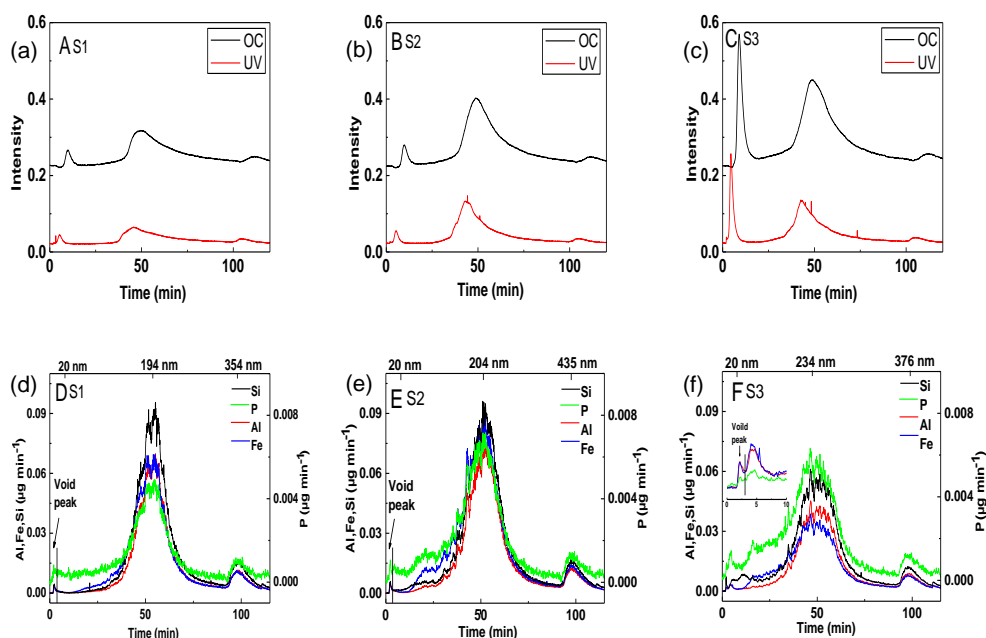 (a)
A S1
OC
UV
0.6
0.4
0.2
0.0
Intensity
0
50
100
Time (min)
(b)
B S2
OC
UV
0.6
0.4
0.2
0.0
Intensity
0
50
100
Time (min)
(c)
C S3
OC
UV
0.6
0.4
0.2
0.0
Intensity
0
50
100
Time (min)
20 nm 194 nm 354 nm
(d)
D S1
Si
P
Al
Fe
0.09
0.06
0.03
0.00
Al,Fe,Si (µg min⁻¹)
Void
peak
0.008
0.004
0.000
P (µg min⁻¹)
0
50
100
Time (min)
20 nm 204 nm 435 nm
(e)
E S2
Si
P
Al
Fe
0.09
0.06
0.03
0.00
Al,Fe,Si (µg min⁻¹)
Void
peak
0.008
0.004
0.000
P (µg min⁻¹)
0
50
100
Time (min)
20 nm 234 nm 376 nm
(f)
F S3
Si
P
Al
Fe
0.09
0.06
0.03
0.00
Al,Fe,Si (µg min⁻¹)
Voild
peak
0
5
10
0.008
0.004
0.000
P (µg min⁻¹)
0
50
100
Time (min)